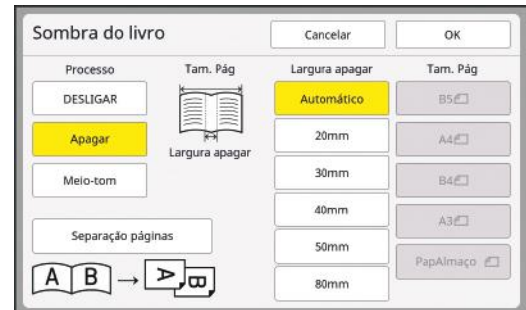 Sombra do livro
Cancelar
OK
Processo
Tam. Pág
Largura apagar
Tam. Pág
DESLIGAR
Apagar
Meio-tom
Largura apagar
Automático
20mm
30mm
40mm
50mm
80mm
B5
A4
B4
A3
PapAlmaço
Separação páginas
A B → A B